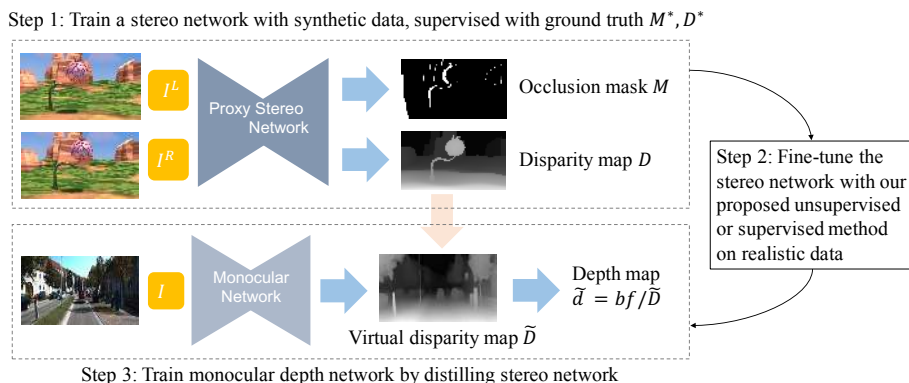 Step 1: Train a stereo network with synthetic data, supervised with ground truth M*, D*
I^L
Proxy Stereo
Network
Occlusion mask M
I^R
Disparity map D
Step 2: Fine-tune the
stereo network with our
proposed unsupervised
or supervised method
on realistic data
I
Monocular
Network
Depth map
d̃ = bf/D̃
Virtual disparity map D̃
Step 3: Train monocular depth network by distilling stereo network